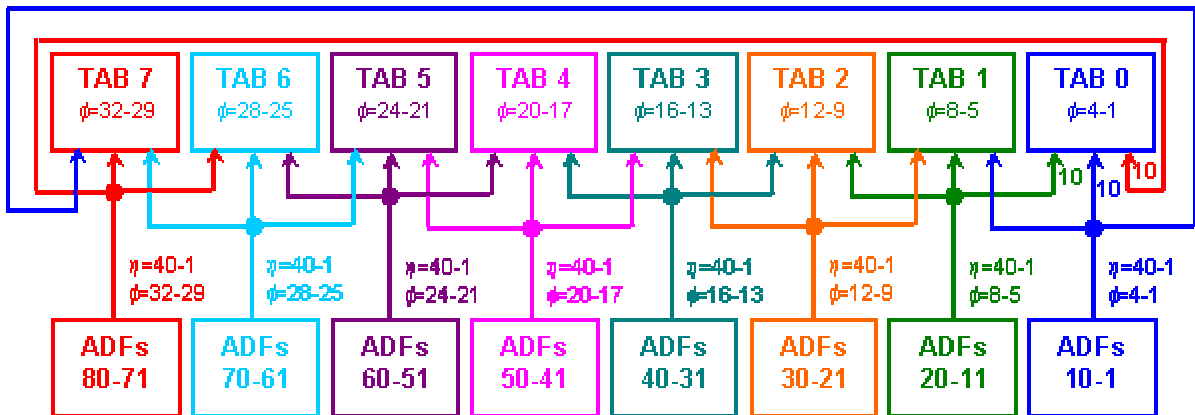 TAB 7 TAB 6 TAB 5 TAB 4 TAB 3 TAB 2 TAB 1 TAB 0
ϕ=32-29 ϕ=28-25 ϕ=24-21 ϕ=20-17 ϕ=16-13 ϕ=12-9 ϕ=8-5 ϕ=4-1
10 10 10
η=40-1 η=40-1 η=40-1 η=40-1 η=40-1 η=40-1 η=40-1 η=40-1
ϕ=32-29 ϕ=28-25 ϕ=24-21 ϕ=20-17 ϕ=16-13 ϕ=12-9 ϕ=8-5 ϕ=4-1
ADFs ADFs ADFs ADFs ADFs ADFs ADFs ADFs
80-71 70-61 60-51 50-41 40-31 30-21 20-11 10-1